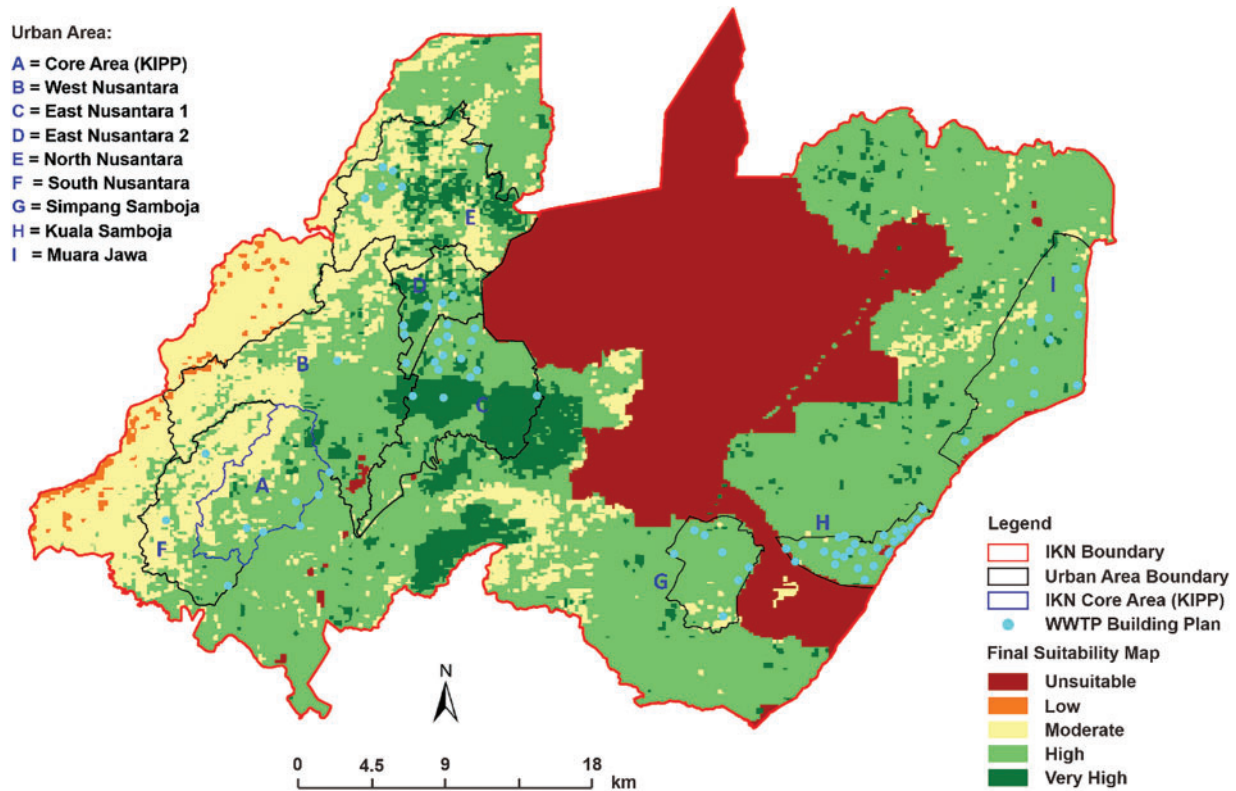 Urban Area:
A = Core Area (KIPP)
B = West Nusantara
C = East Nusantara 1
D = East Nusantara 2
E = North Nusantara
F = South Nusantara
G = Simpang Samboja
H = Kuala Samboja
I = Muara Jawa
E
D
I
B
C
A
H
F
G
N
0 4.5 9 18
km
Legend
IKN Boundary
Urban Area Boundary
IKN Core Area (KIPP)
WWTP Building Plan
Final Suitability Map
Unsuitable
Low
Moderate
High
Very High